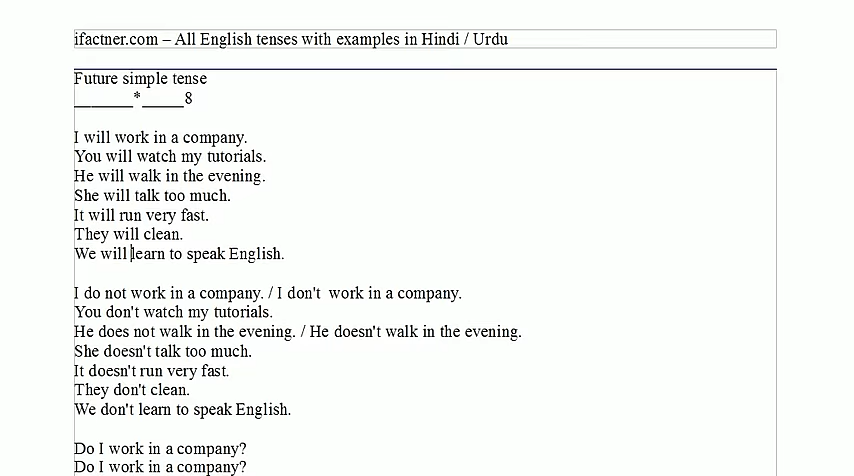 ifactner.com – All English tenses with examples in Hindi / Urdu
Future simple tense
_______*_____8
I will work in a company.
You will watch my tutorials.
He will walk in the evening.
She will talk too much.
It will run very fast.
They will clean.
We will learn to speak English.
I do not work in a company. / I don't  work in a company.
You don't watch my tutorials.
He does not walk in the evening. / He doesn't walk in the evening.
She doesn't talk too much.
It doesn't run very fast.
They don't clean.
We don't learn to speak English.
Do I work in a company?
Do I work in a company?